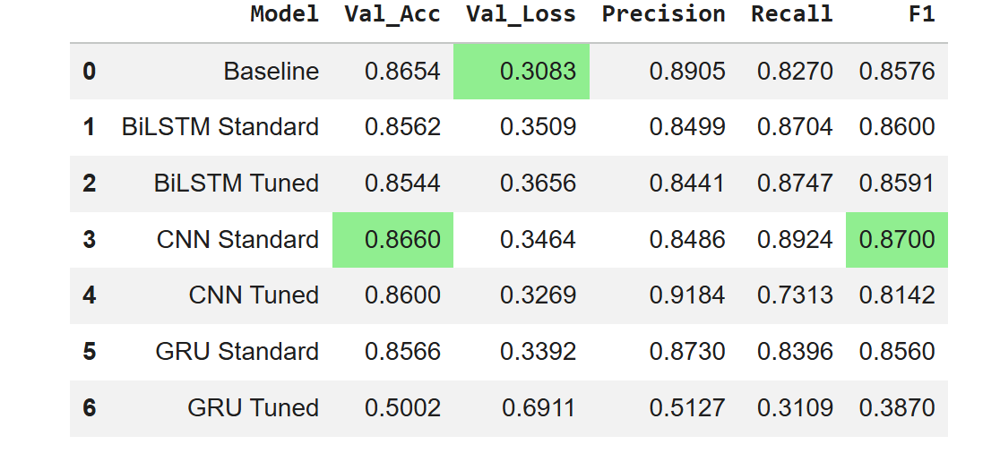 Model Val_Acc Val_Loss Precision Recall F1
0 Baseline 0.8654 0.3083 0.8905 0.8270 0.8576
1 BiLSTM Standard 0.8562 0.3509 0.8499 0.8704 0.8600
2 BiLSTM Tuned 0.8544 0.3656 0.8441 0.8747 0.8591
3 CNN Standard 0.8660 0.3464 0.8486 0.8924 0.8700
4 CNN Tuned 0.8600 0.3269 0.9184 0.7313 0.8142
5 GRU Standard 0.8566 0.3392 0.8730 0.8396 0.8560
6 GRU Tuned 0.5002 0.6911 0.5127 0.3109 0.3870